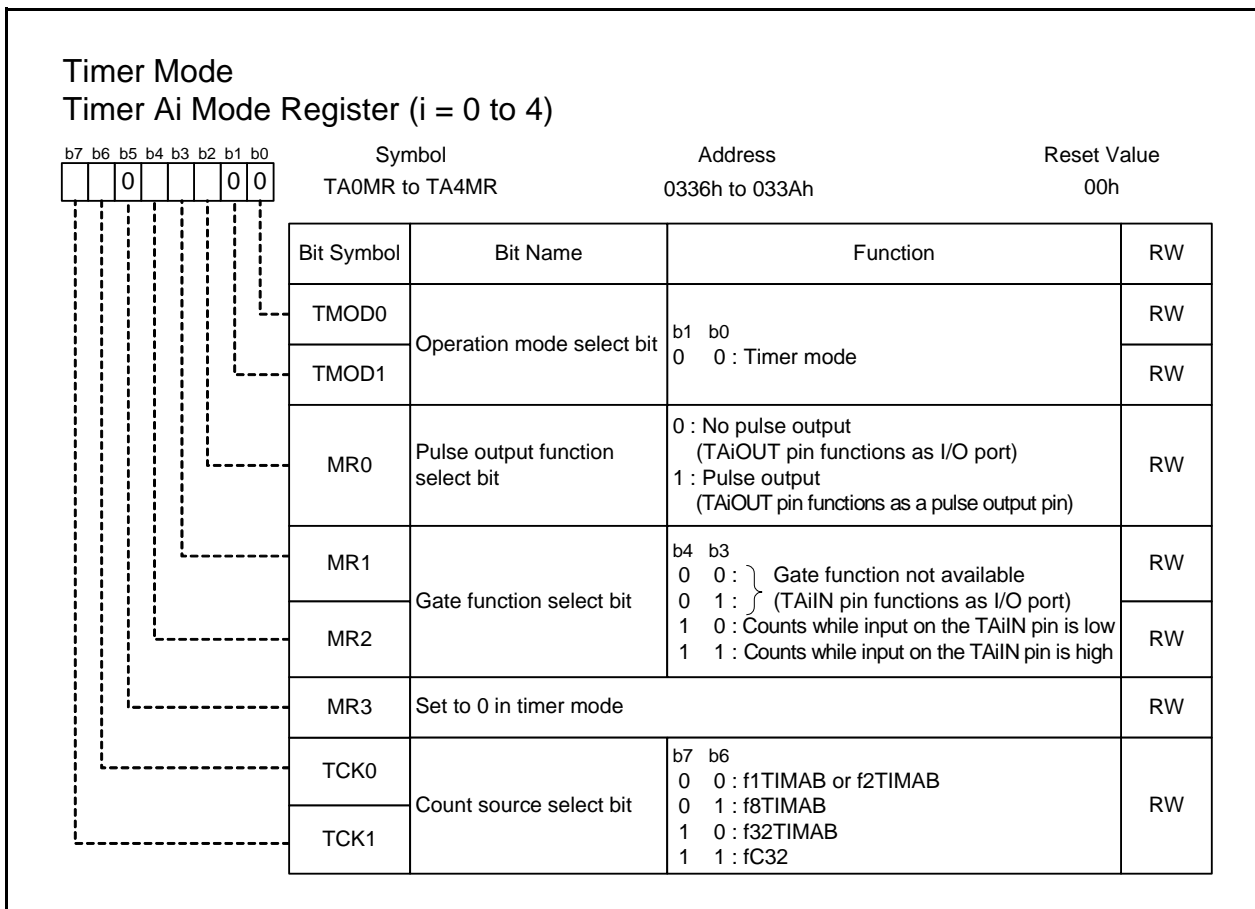 Timer Mode
Timer Ai Mode Register (i = 0 to 4)
b7 b6 b5 b4 b3 b2 b1 b0
0 0 0
Symbol Address Reset Value
TA0MR to TA4MR 0336h to 033Ah 00h
Bit Symbol Bit Name Function RW
TMOD0 RW
Operation mode select bit
b1 b0
0 0 : Timer mode
TMOD1 RW
MR0
Pulse output function
select bit
0 : No pulse output
(TAiOUT pin functions as I/O port)
1 : Pulse output
(TAiOUT pin functions as a pulse output pin)
RW
MR1 RW
Gate function select bit
b4 b3
0 0 : Gate function not available
0 1 : (TAiIN pin functions as I/O port)
1 0 : Counts while input on the TAiIN pin is low
1 1 : Counts while input on the TAiIN pin is high
MR2 RW
MR3 Set to 0 in timer mode RW
TCK0
Count source select bit
b7 b6
0 0 : f1TIMAB or f2TIMAB
0 1 : f8TIMAB
1 0 : f32TIMAB
1 1 : fC32
RW
TCK1